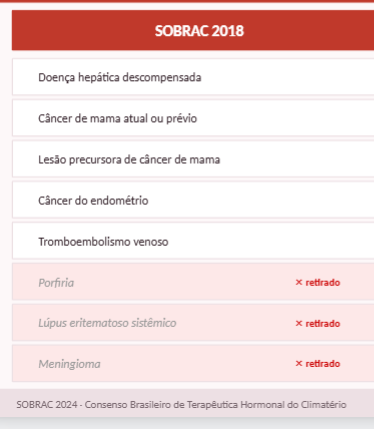 SOBRAC 2018
Doença hepática descompensada
Câncer de mama atual ou prévio
Lesão precursora de câncer de mama
Câncer do endométrio
Tromboembolismo venoso
Porfiria × retirado
Lúpus eritematoso sistêmico × retirado
Meningioma × retirado
SOBRAC 2024 - Consenso Brasileiro de Terapêutica Hormonal do Climatério